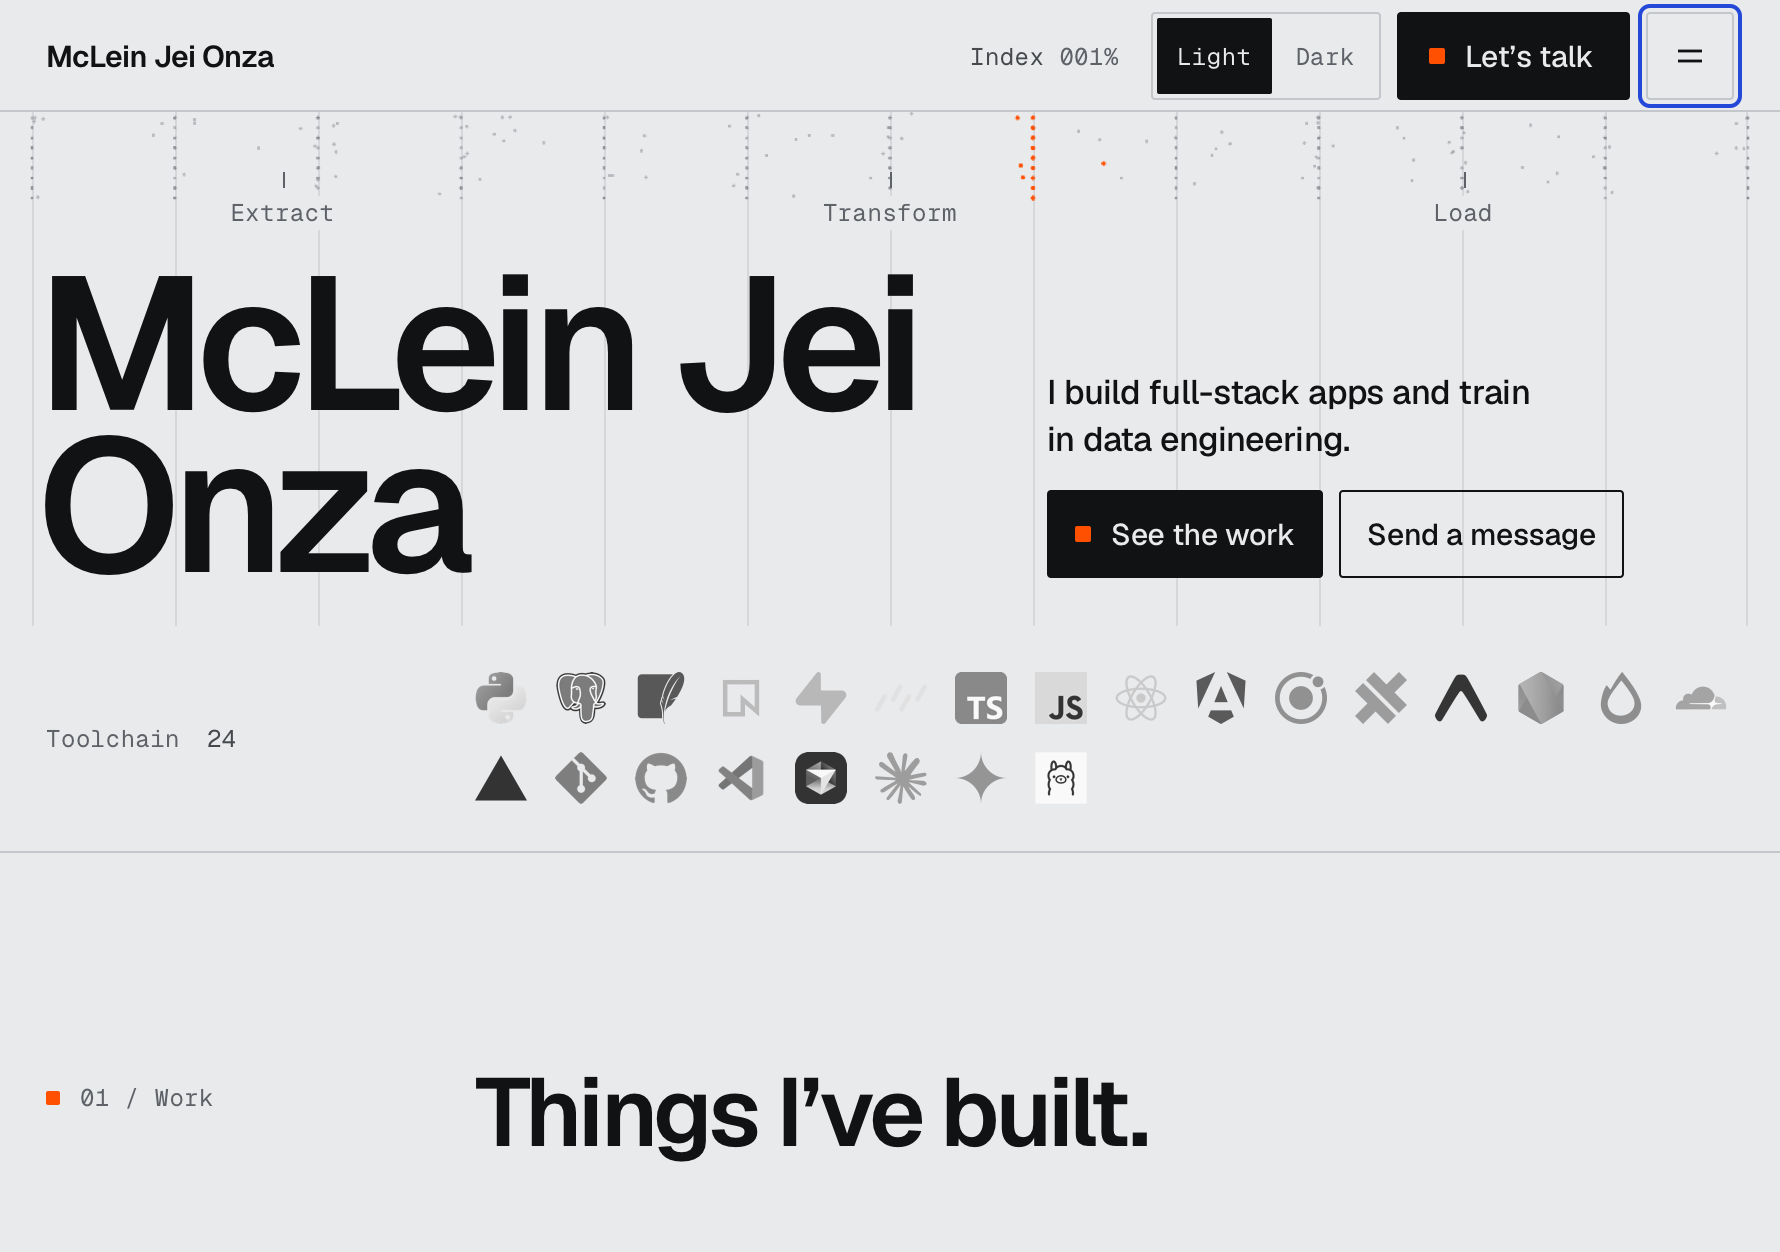 McLein Jei Onza
Index 001%
Light
Dark
Let’s talk
Extract
Transform
Load
McLein Jei
Onza
I build full-stack apps and train
in data engineering.
See the work
Send a message
TS
JS
Toolchain 24
01 / Work
Things I’ve built.